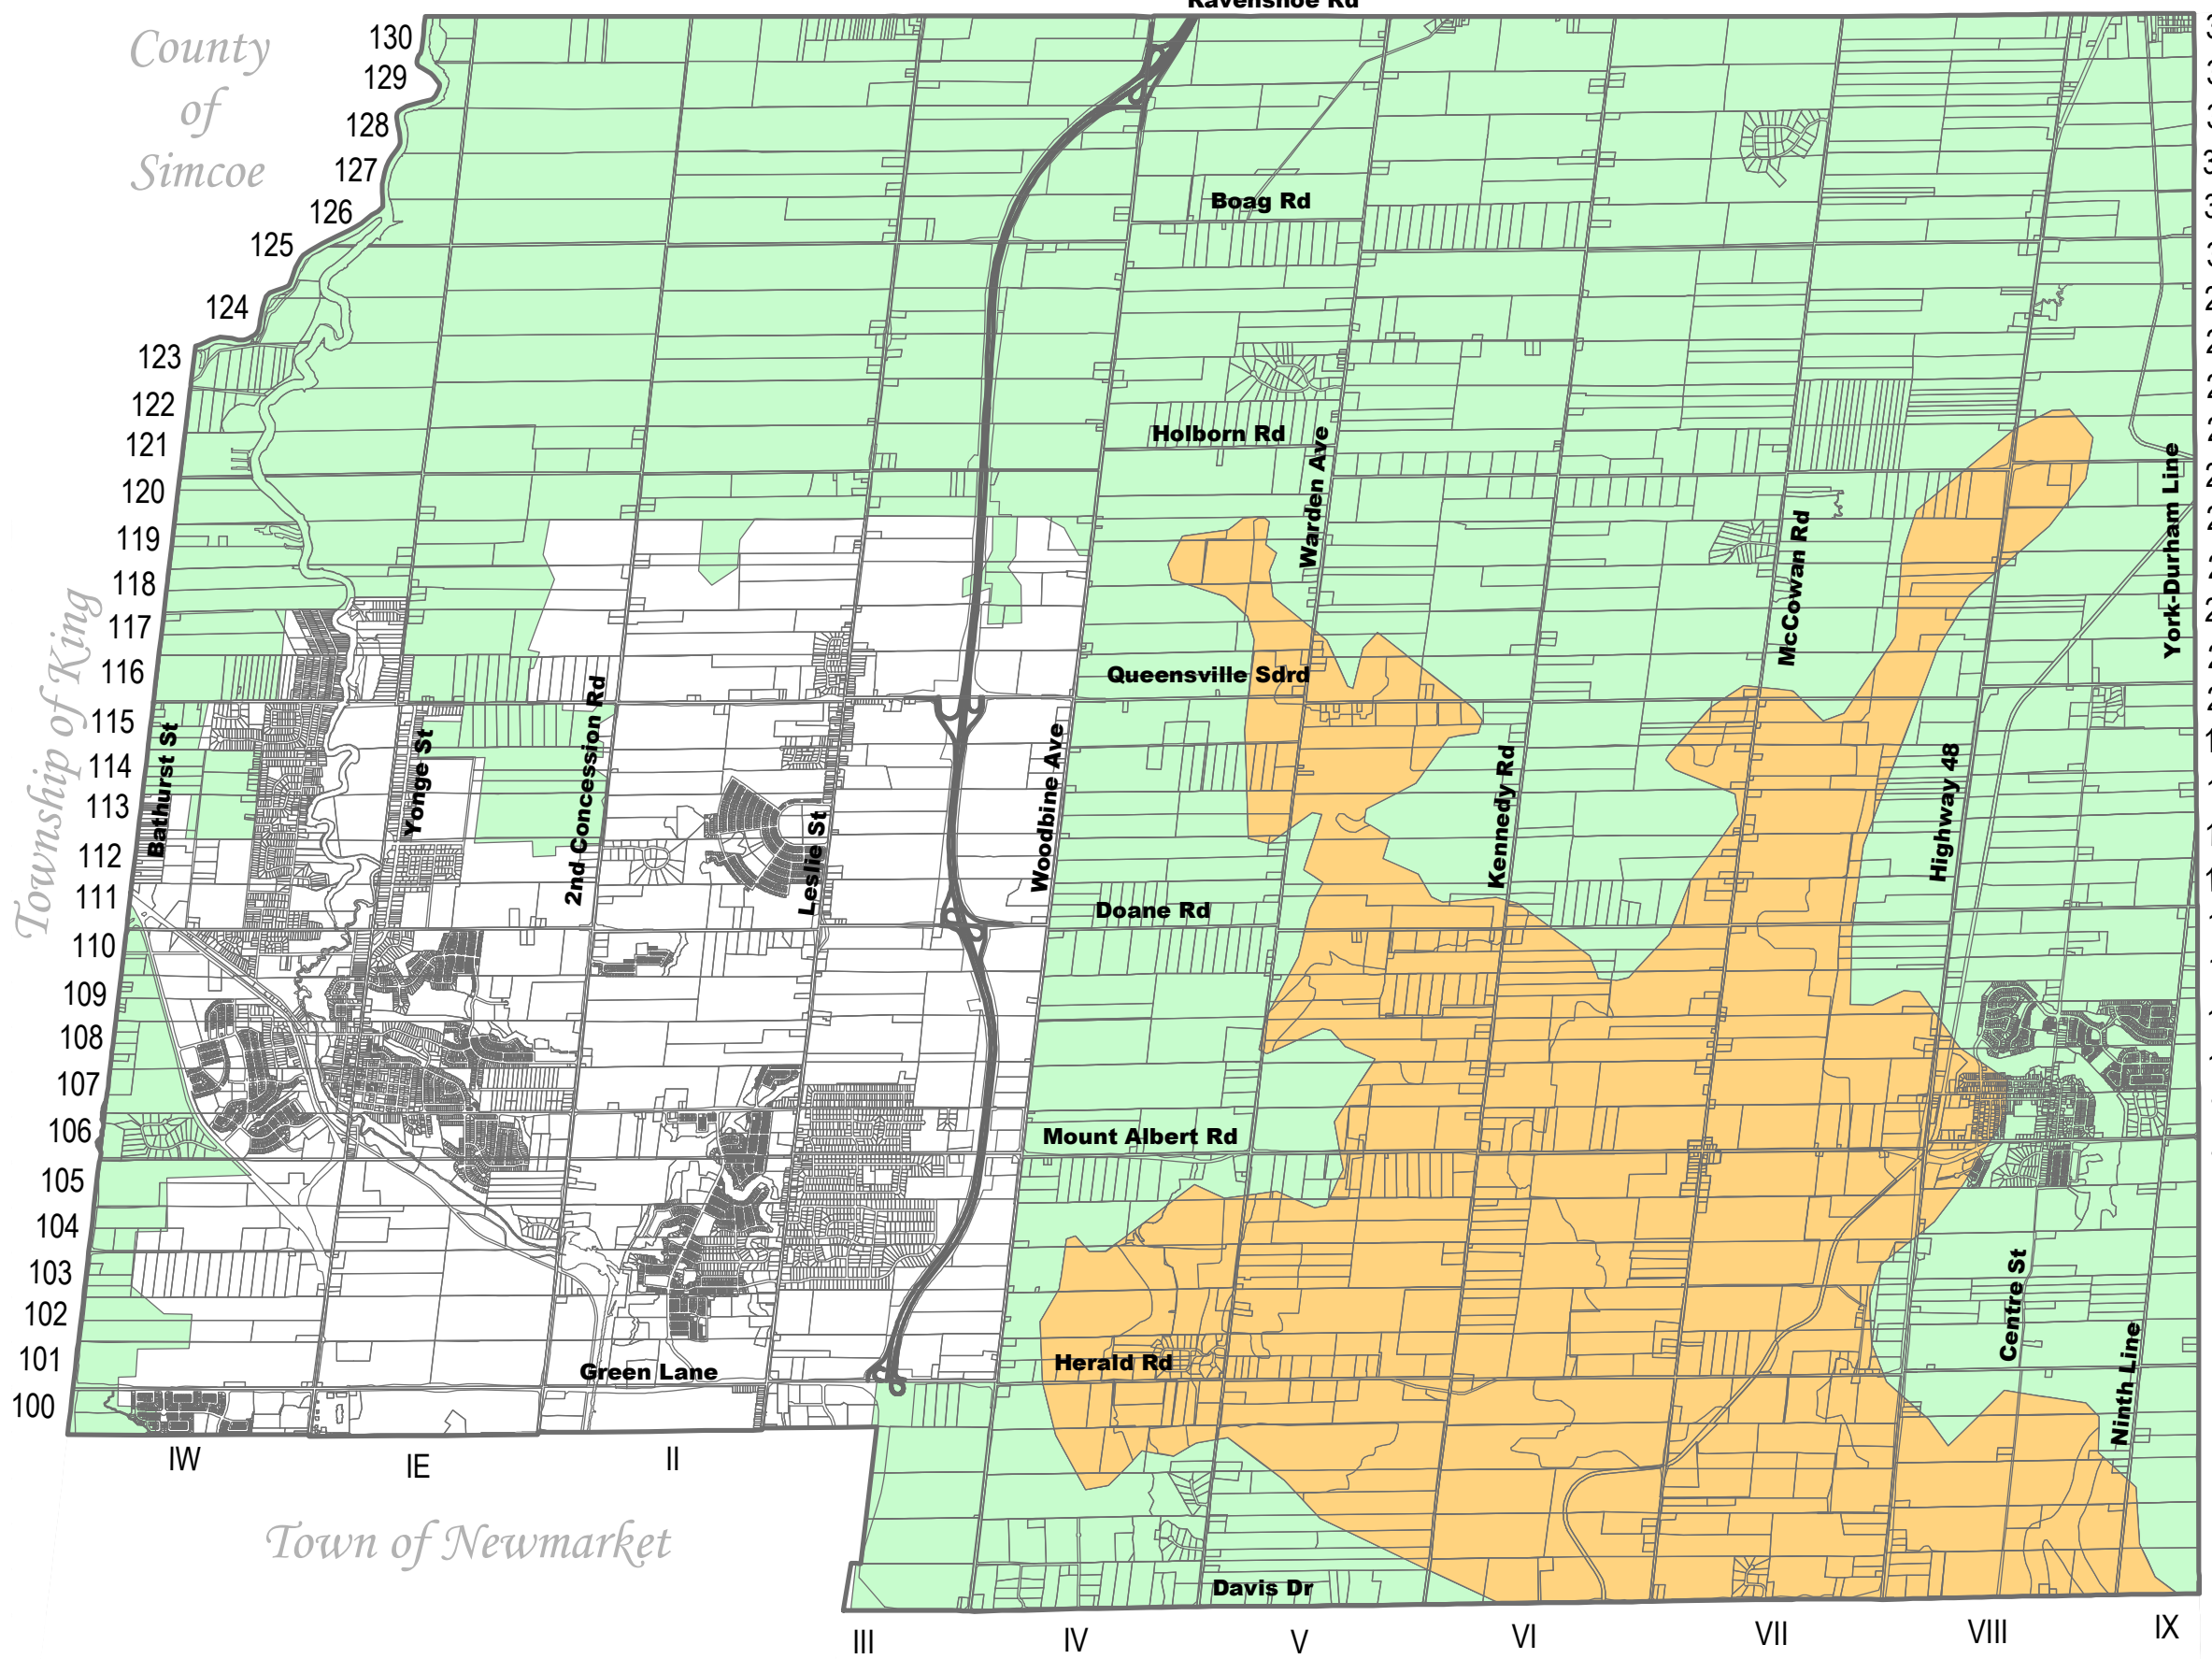 Ravenshoe Rd
County
of
Simcoe
130
129
128
127
126
125
124
123
122
121
120
119
118
117
116
115
114
113
112
111
110
109
108
107
106
105
104
103
102
101
100
Boag Rd
Holborn Rd
Warden Ave
McCowan Rd
York-Durham Line
Township of King
Queensville Sdrd
Bathurst St
Yonge St
2nd Concession Rd
Leslie St
Woodbine Ave
Kennedy Rd
Highway 48
Doane Rd
Mount Albert Rd
Centre St
Ninth Line
Green Lane
Herald Rd
IW
IE
II
Town of Newmarket
Davis Dr
III
IV
V
VI
VII
VIII
IX